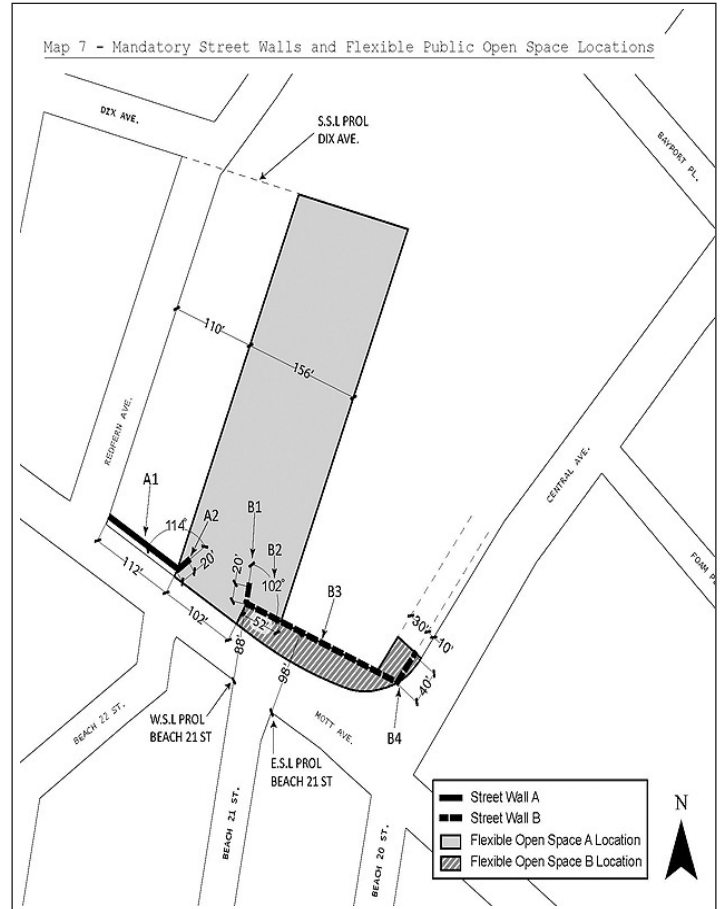 Map 7 - Mandatory Street Walls and Flexible Public Open Space Locations
DIX AVE.
S.S.L PROL
DIX AVE.
BAYPORT PL.
110'
156'
REDFERN AVE.
CENTRAL AVE.
A1
A2
B1
B2
114°
20'
20'
102°
B3
FOAM PL
112'
102'
52'
30'
10'
88'
98'
40'
W.S.L PROL
BEACH 21 ST
MOTT AVE.
B4
BEACH 22 ST.
E.S.L PROL
BEACH 21 ST
BEACH 21 ST.
BEACH 20 ST.
Street Wall A
Street Wall B
Flexible Open Space A Location
Flexible Open Space B Location
N